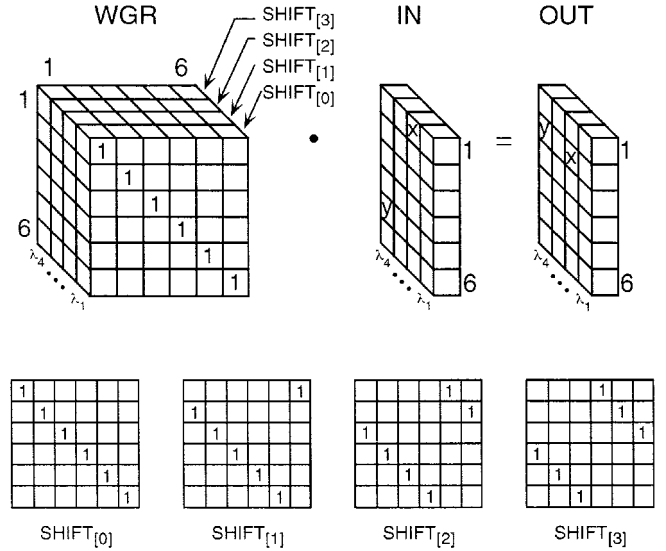 WGR IN OUT
SHIFT[3]
SHIFT[2]
SHIFT[1]
SHIFT[0]
1 6
1
6
1
1
1
1
1
1
λ4 •••• λ1
•
x
y
1
6
λ4 •••• λ1
=
y
x
1
6
λ4 •••• λ1
1 1 1 1 1 1
1 1 1 1 1 1
1 1 1 1 1 1
1 1 1 1 1 1
SHIFT[0] SHIFT[1] SHIFT[2] SHIFT[3]